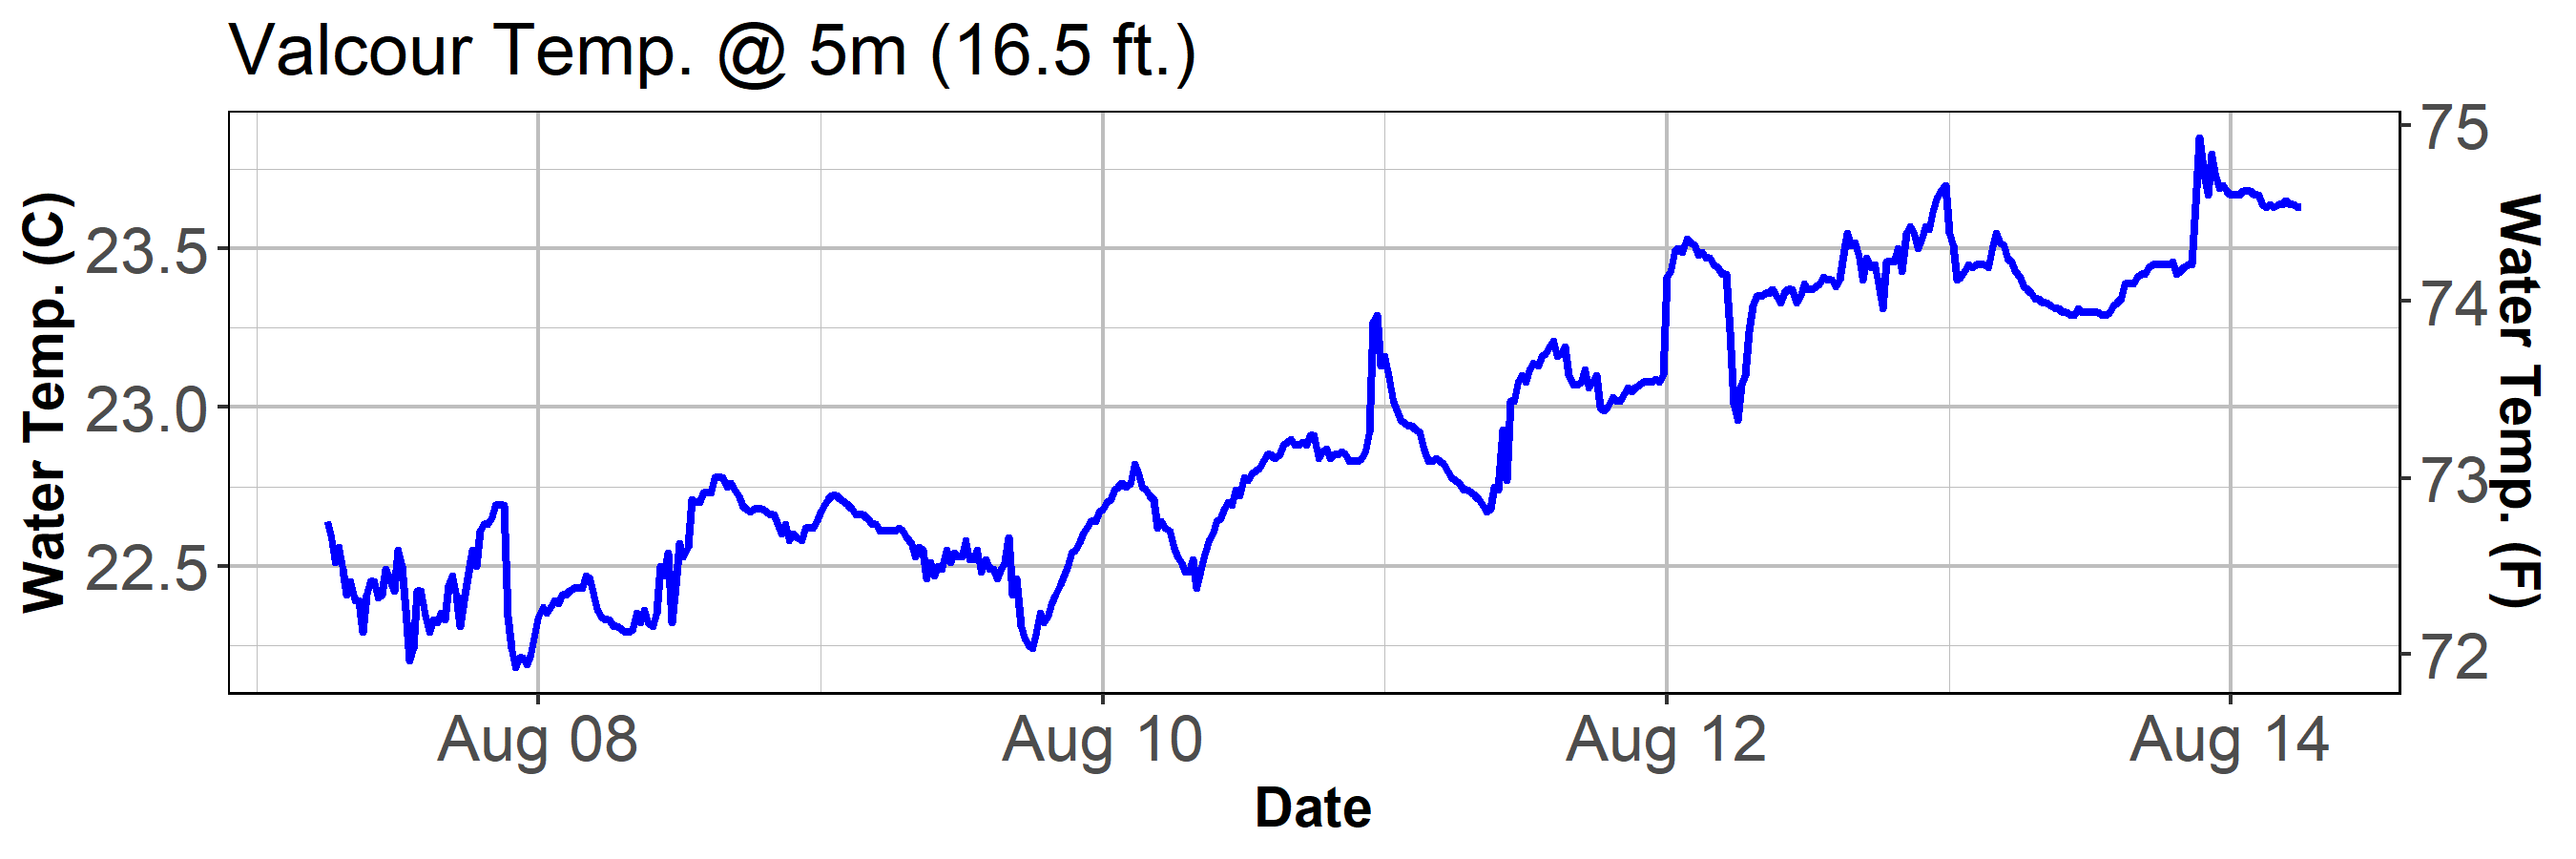 Valcour Temp. @ 5m (16.5 ft.)
Water Temp. (C)
23.5
23.0
22.5
75
74
73
72
Water Temp. (F)
Aug 08 Aug 10 Aug 12 Aug 14
Date